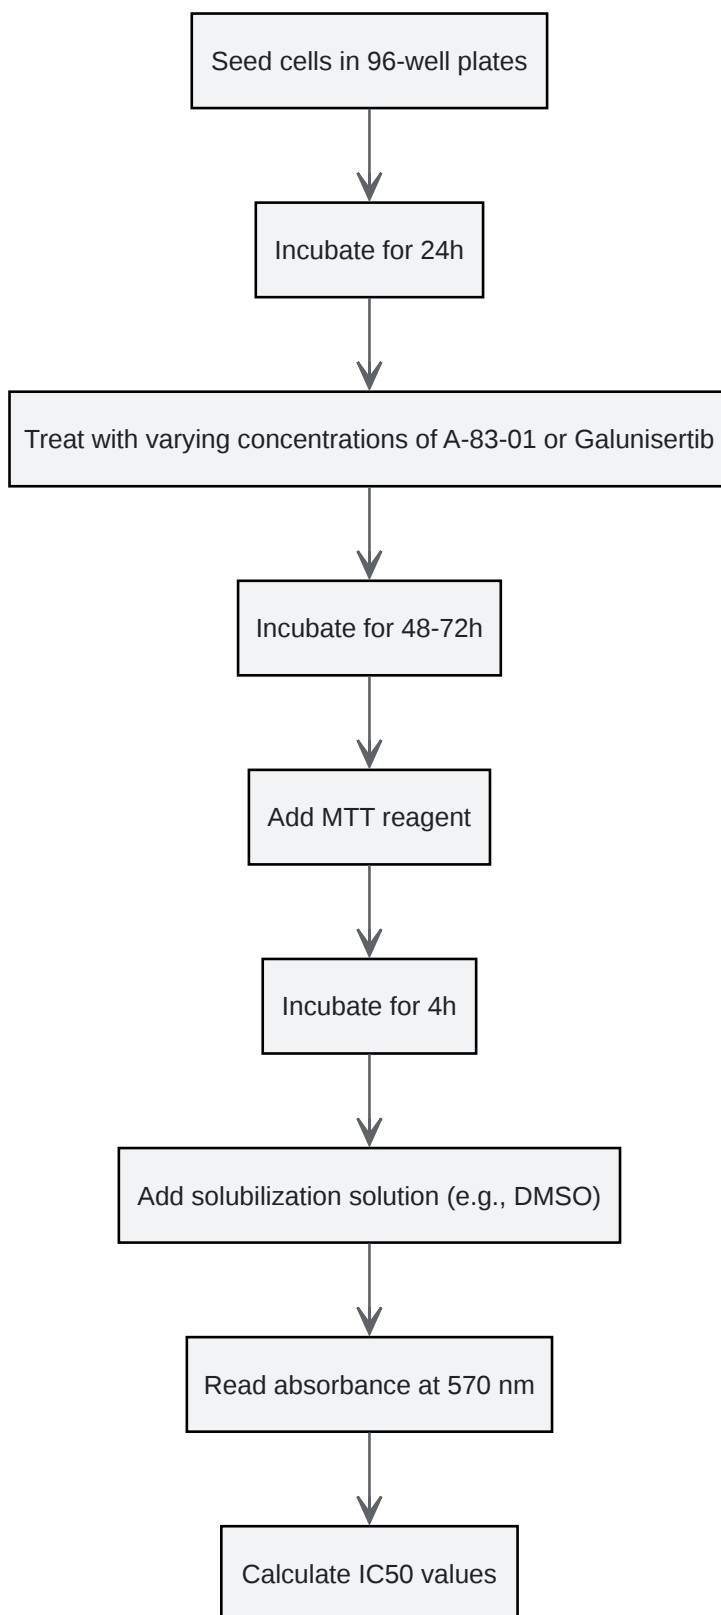 Seed cells in 96-well plates
Incubate for 24h
Treat with varying concentrations of A-83-01 or Galunisertib
Incubate for 48-72h
Add MTT reagent
Incubate for 4h
Add solubilization solution (e.g., DMSO)
Read absorbance at 570 nm
Calculate IC50 values